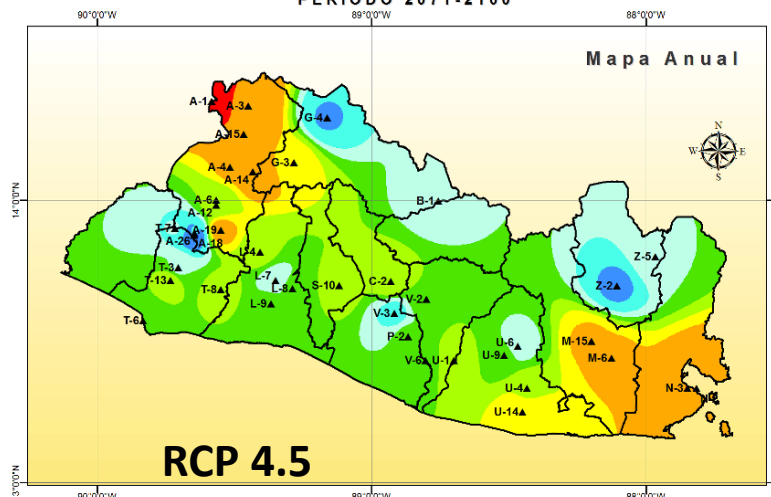 PERIODO 2071-2100
90°0'0"W 89°0'0"W 88°0'0"W
Mapa Anual
A-1 A-3
G-4
A-15
G-3
A-4
A-14
N
W E
S
14°0'0"N
A-6
B-1
A-12
T-7
A-19
A-26 A-18
L-4
Z-5
T-3
T-13
L-7
C-2
S-10
Z-2
T-8
L-8
V-2
L-9
V-3
T-6
P-2
U-6
M-15
U-9
M-6
V-6
U-1
U-4
N-3
U-14
RCP 4.5
3°0'0"N
90°0'0"W 89°0'0"W 88°0'0"W